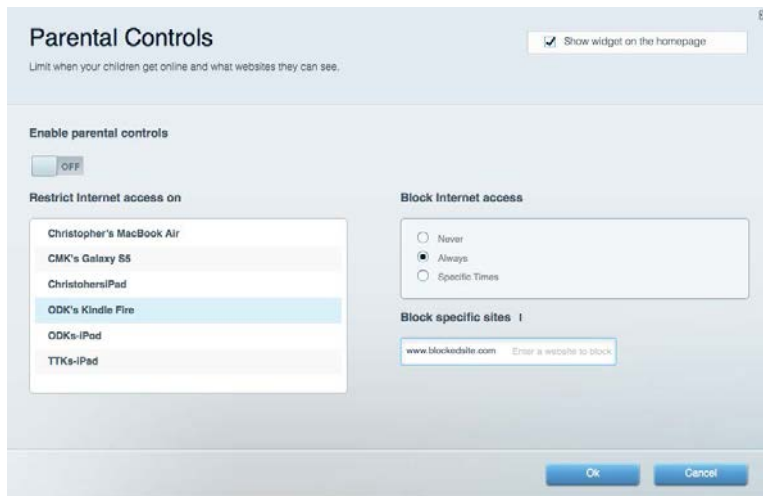 Parental Controls
Show widget on the homepage
Limit when your children get online and what websites they can see.
Enable parental controls
OFF
Restrict Internet access on
Christopher's MacBook Air
CMK's Galaxy S5
ChristohersiPad
ODK's Kindle Fire
ODKs-iPod
TTKs-iPad
Block Internet access
Never
Always
Specific Times
Block specific sites
www.blockedsite.com Enter a website to block
Ok Cancel